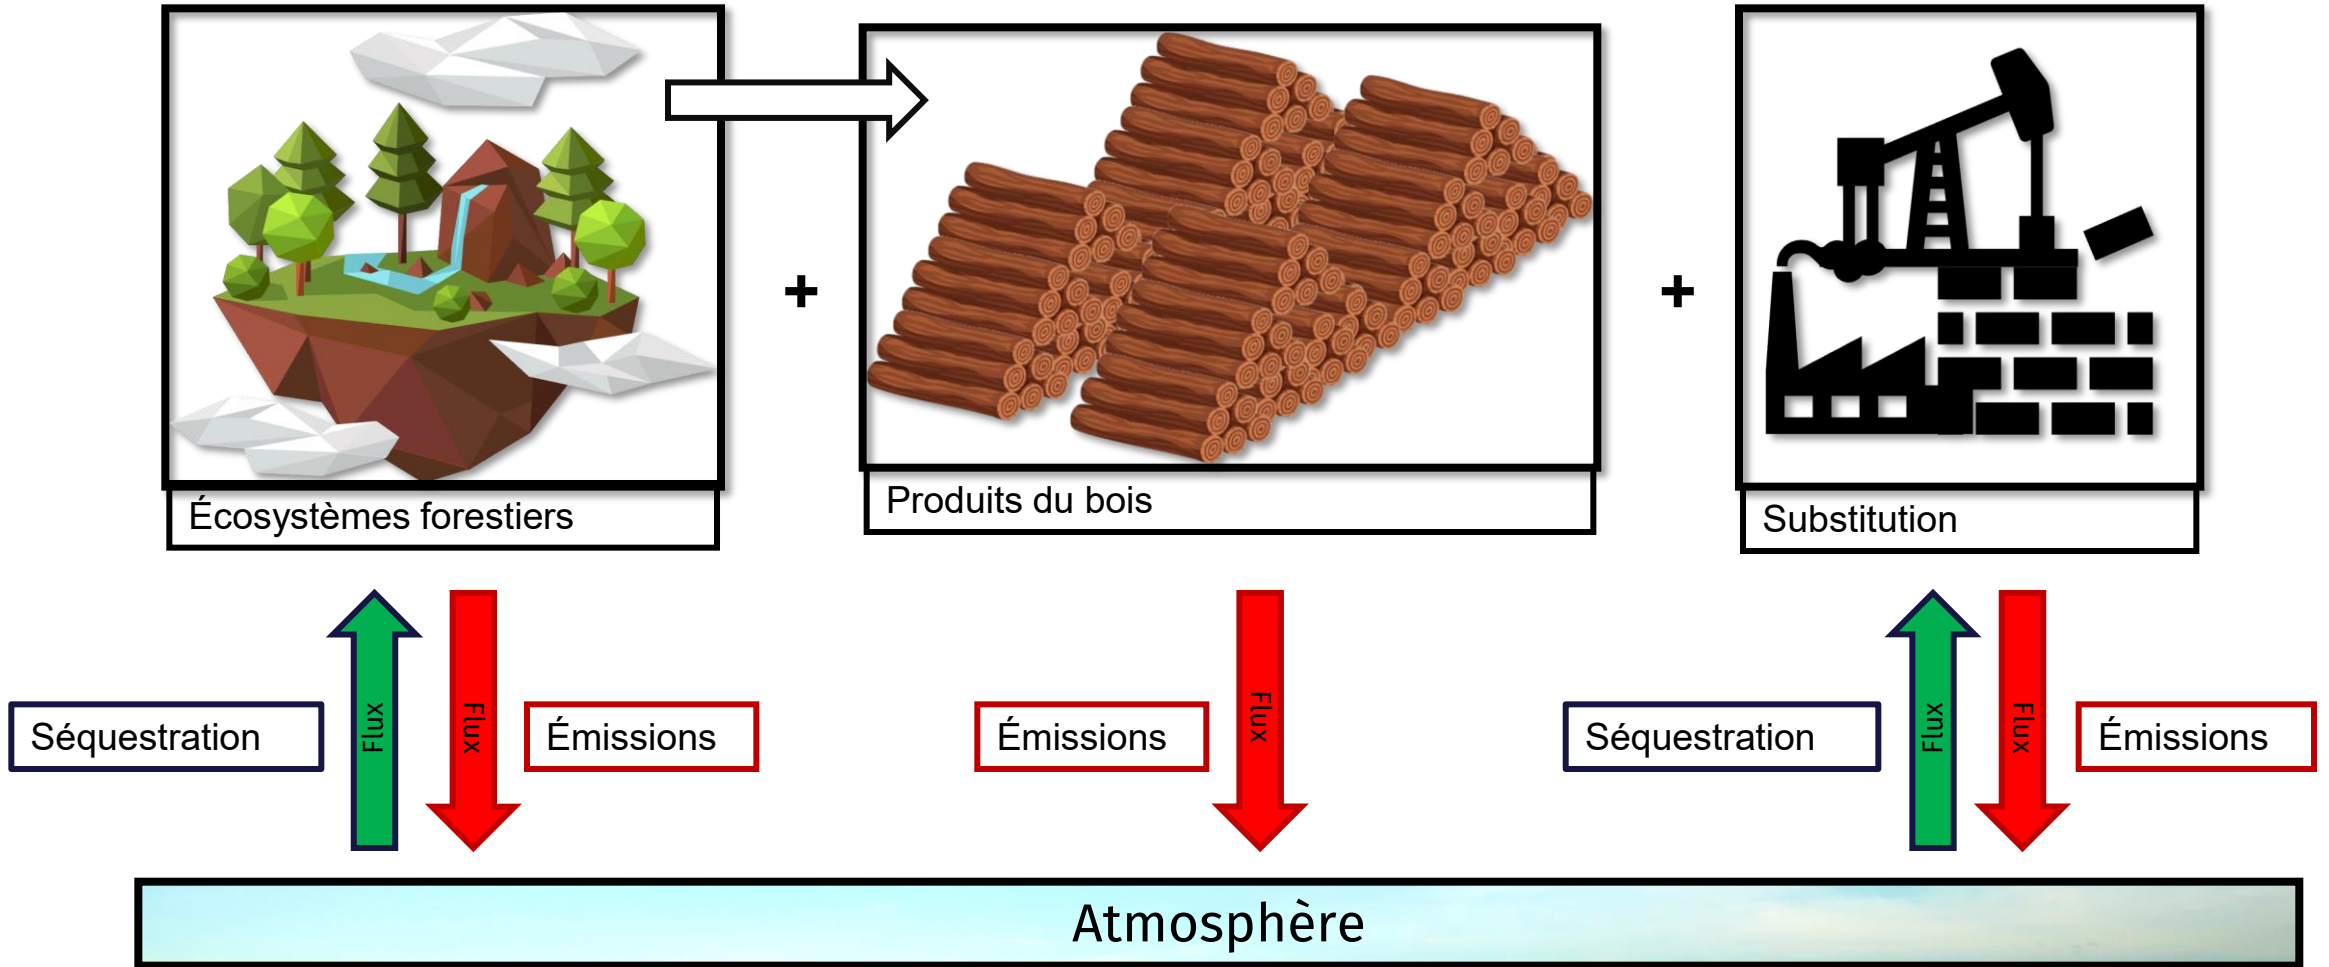 +
+
Écosystèmes forestiers
Produits du bois
Substitution
Séquestration
Flux
Flux
Émissions
Émissions
Flux
Séquestration
Flux
Flux
Émissions
Atmosphère